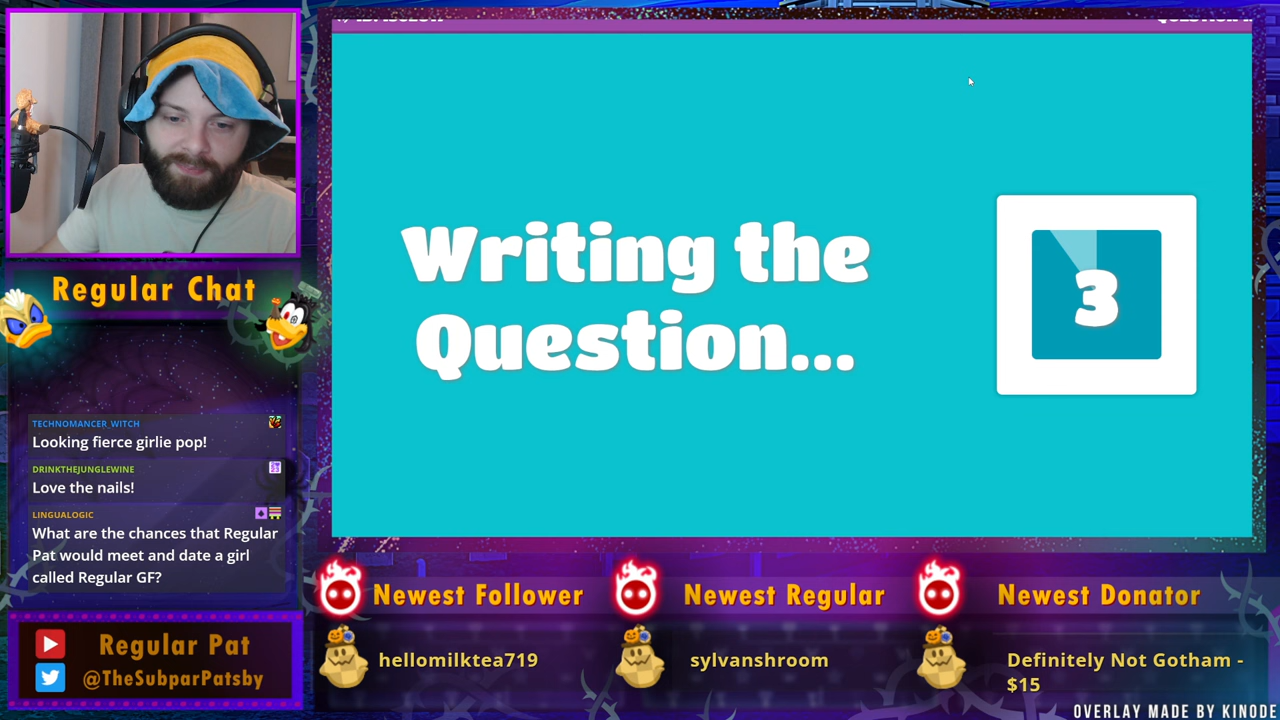 Writing the
Question...
3
Regular Chat
TECHNOMANCER_WITCH
Looking fierce girlie pop!
DRINKTHEJUNGLEWINE
Love the nails!
LINGUALOGIC
What are the chances that Regular
Pat would meet and date a girl
called Regular GF?
Regular Pat
@TheSubparPatsby
Newest Follower
hellomilktea719
Newest Regular
sylvanshroom
Newest Donator
Definitely Not Gotham -
$15
OVERLAY MADE BY KINODE